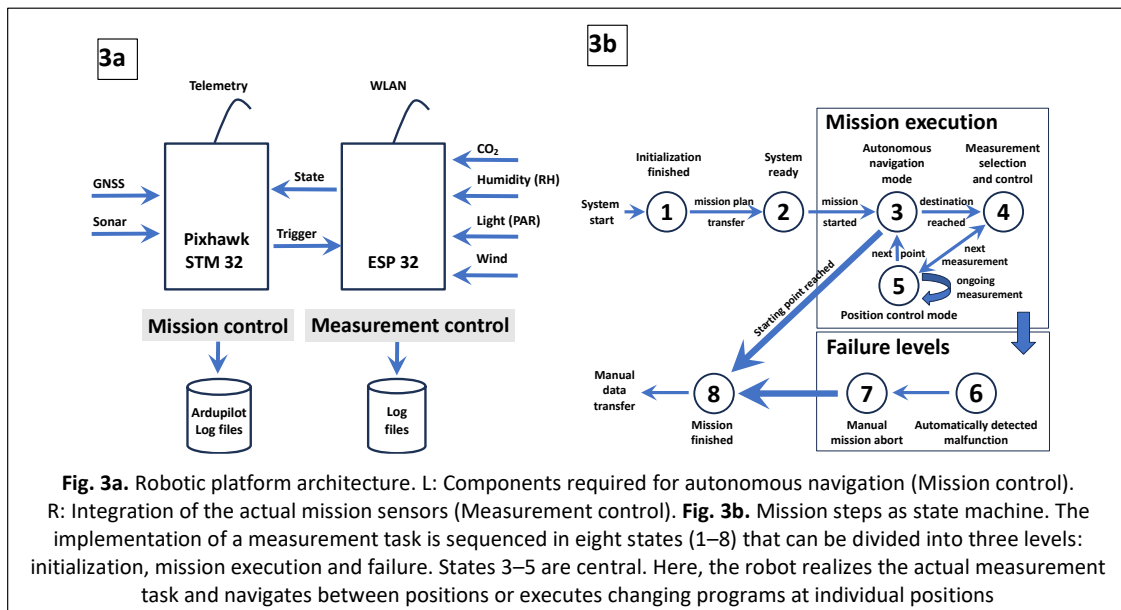 3a
Telemetry
WLAN
GNSS
Sonar
State
Trigger
Pixhawk
STM 32
ESP 32
CO₂
Humidity (RH)
Light (PAR)
Wind
Mission control
Measurement control
Ardupilot
Log files
Log
files
3b
Mission execution
Initialization
finished
System
ready
Autonomous
navigation
mode
Measurement
selection
and control
System
start
1
mission plan
transfer
2
mission
started
3
destination
reached
4
next point
next
measurement
5
ongoing
measurement
Position control mode
Starting point reached
Failure levels
Manual
data
transfer
8
Mission
finished
7
Manual
mission abort
6
Automatically detected
malfunction
Fig. 3a. Robotic platform architecture. L: Components required for autonomous navigation (Mission control).
R: Integration of the actual mission sensors (Measurement control). Fig. 3b. Mission steps as state machine. The
implementation of a measurement task is sequenced in eight states (1–8) that can be divided into three levels:
initialization, mission execution and failure. States 3–5 are central. Here, the robot realizes the actual measurement
task and navigates between positions or executes changing programs at individual positions